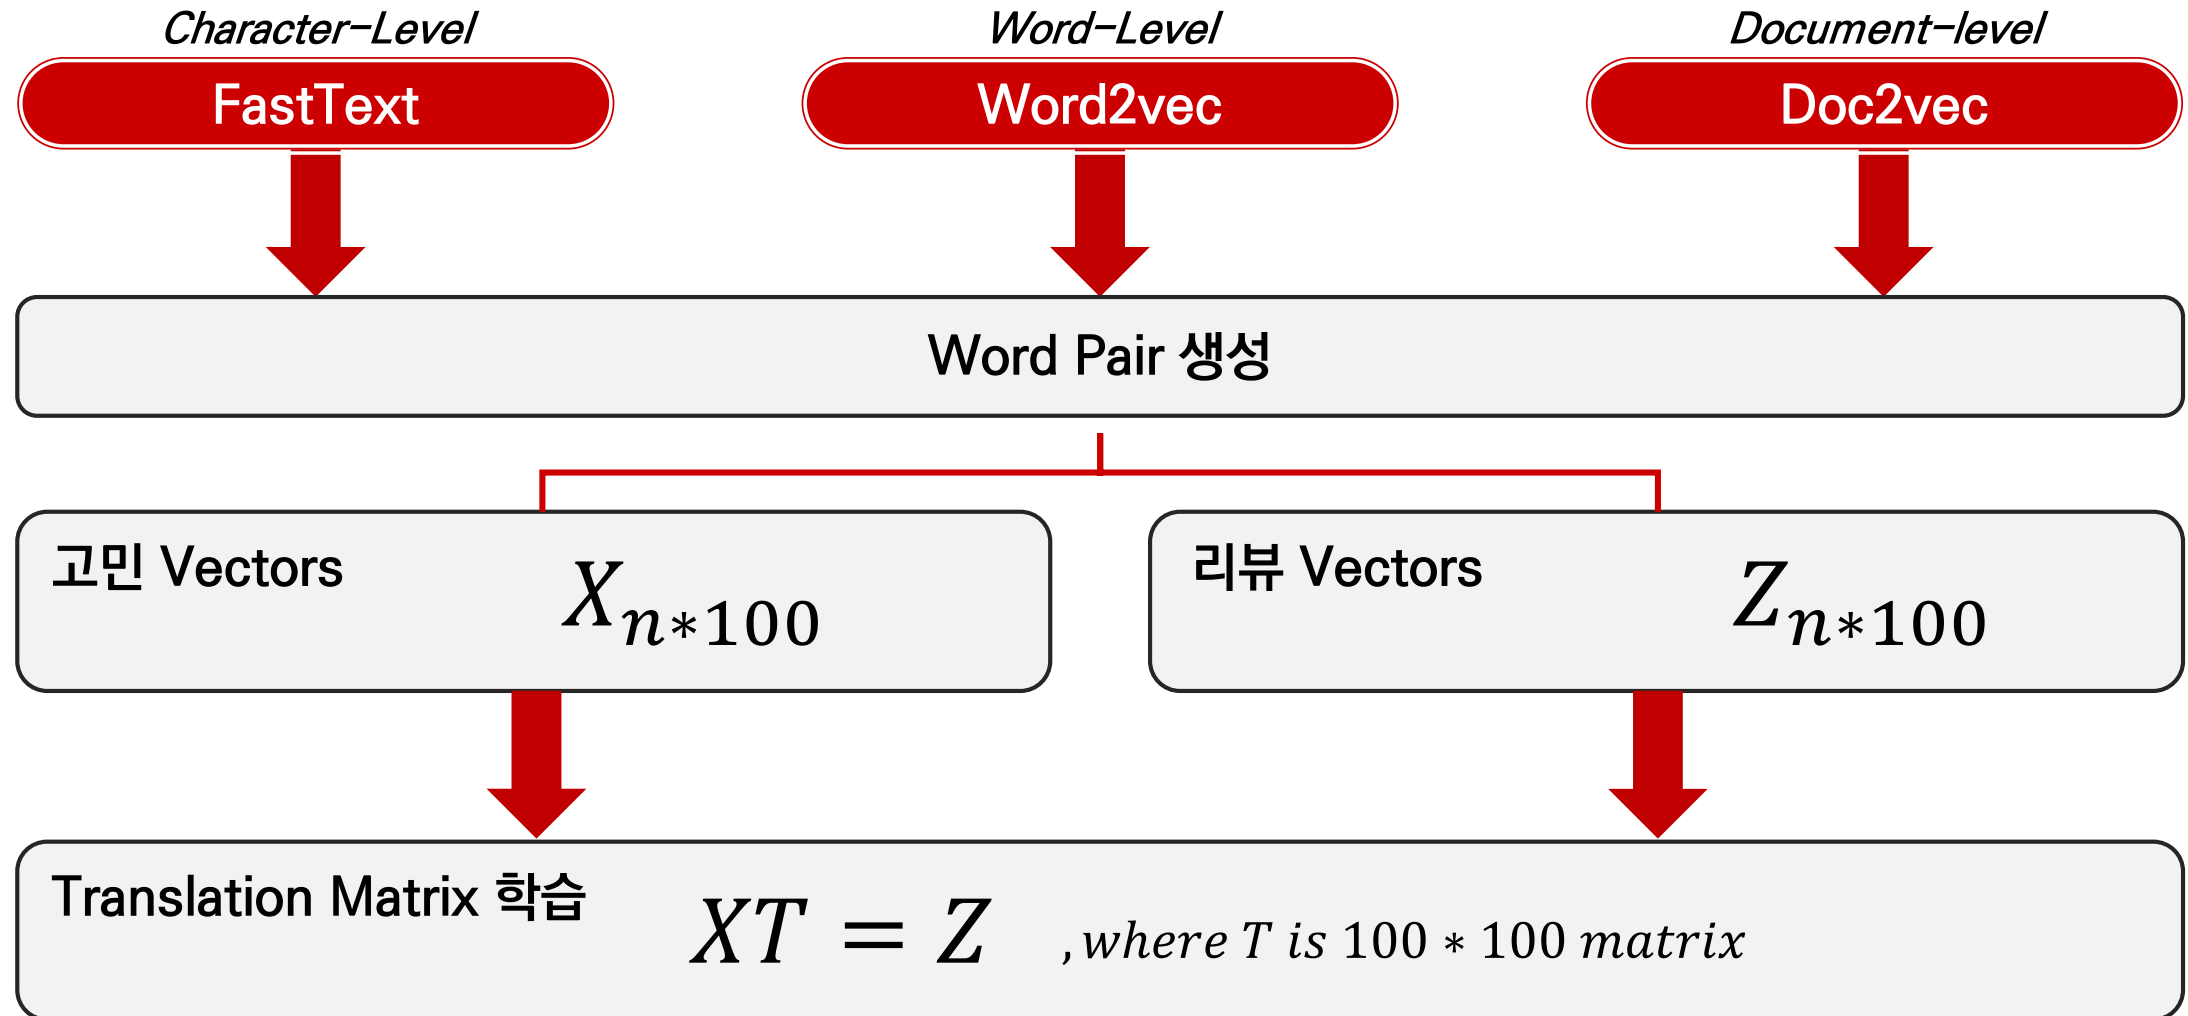 Character-Level
Word-Level
Document-level
FastText
Word2vec
Doc2vec
Word Pair 생성
고민 Vectors
X_{n*100}
리뷰 Vectors
Z_{n*100}
Translation Matrix 학습
XT = Z , where T is 100 * 100 matrix